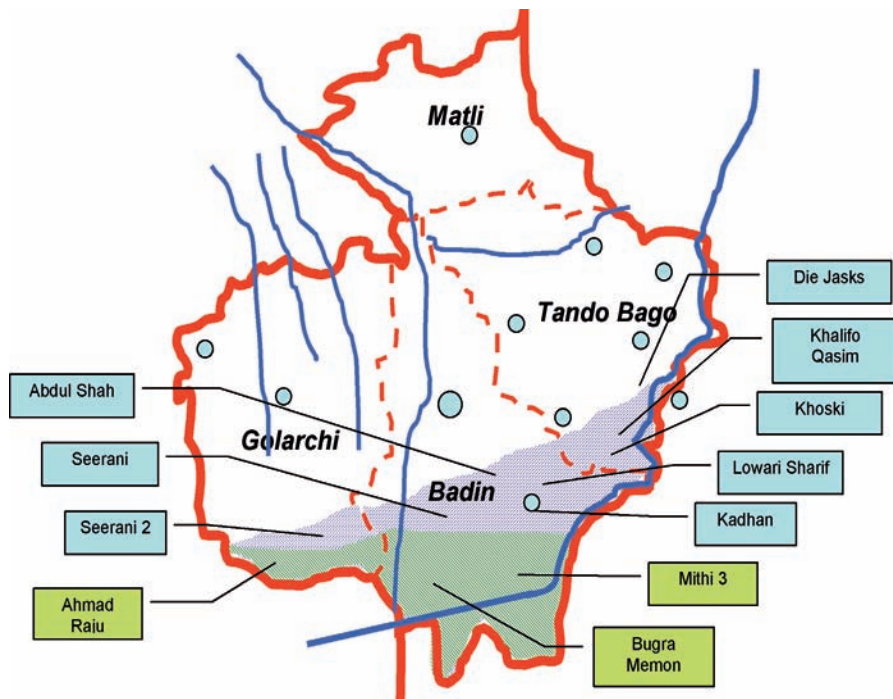 Matli
Tando Bago
Golarchi
Badin
Die Jasks
Khalifo
Qasim
Khoski
Lowari Sharif
Kadhan
Mithi 3
Bugra
Memon
Abdul Shah
Seerani
Seerani 2
Ahmad
Raju